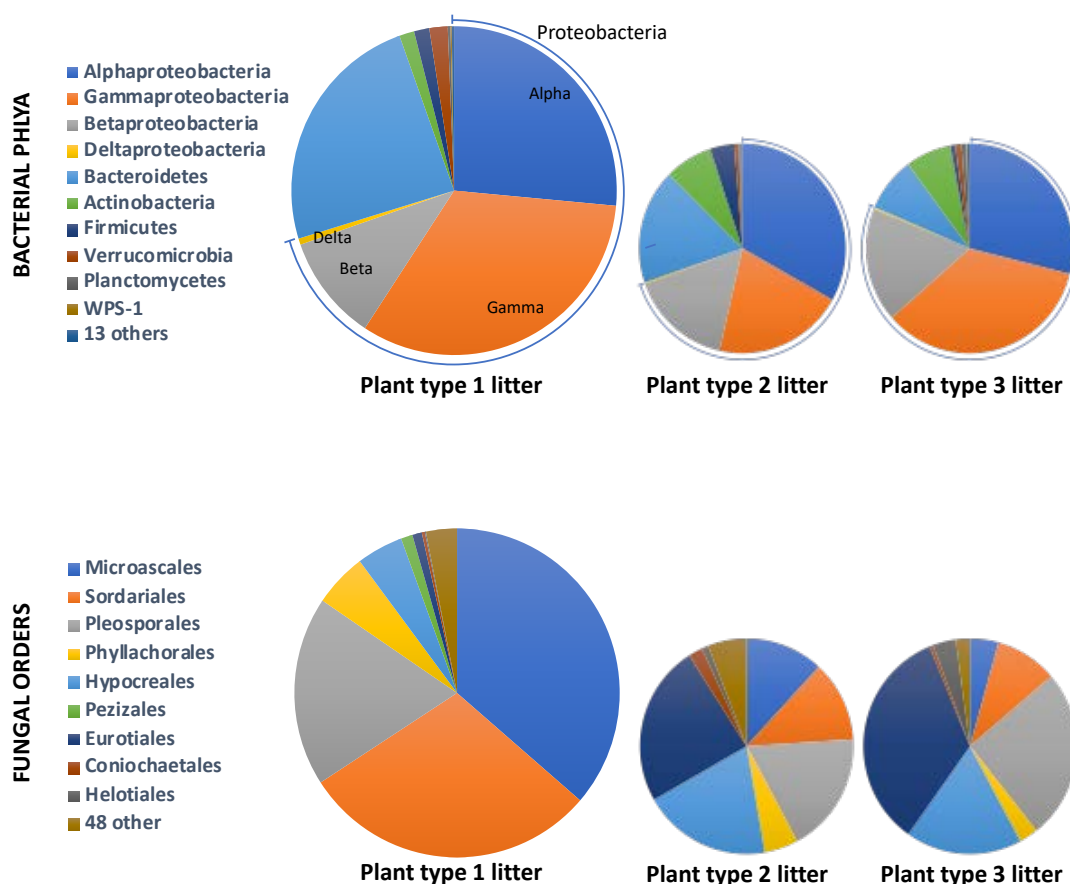 BACTERIAL PHLYA
Alphaproteobacteria
Gammaproteobacteria
Betaproteobacteria
Deltaproteobacteria
Bacteroidetes
Actinobacteria
Firmicutes
Verrucomicrobia
Planctomycetes
WPS-1
13 others
Proteobacteria
Alpha
Delta
Beta
Gamma
Plant type 1 litter
Plant type 2 litter
Plant type 3 litter
FUNGAL ORDERS
Microascales
Sordariales
Pleosporales
Phyllachorales
Hypocreales
Pezizales
Eurotiales
Coniochaetales
Helotiales
48 other
Plant type 1 litter
Plant type 2 litter
Plant type 3 litter